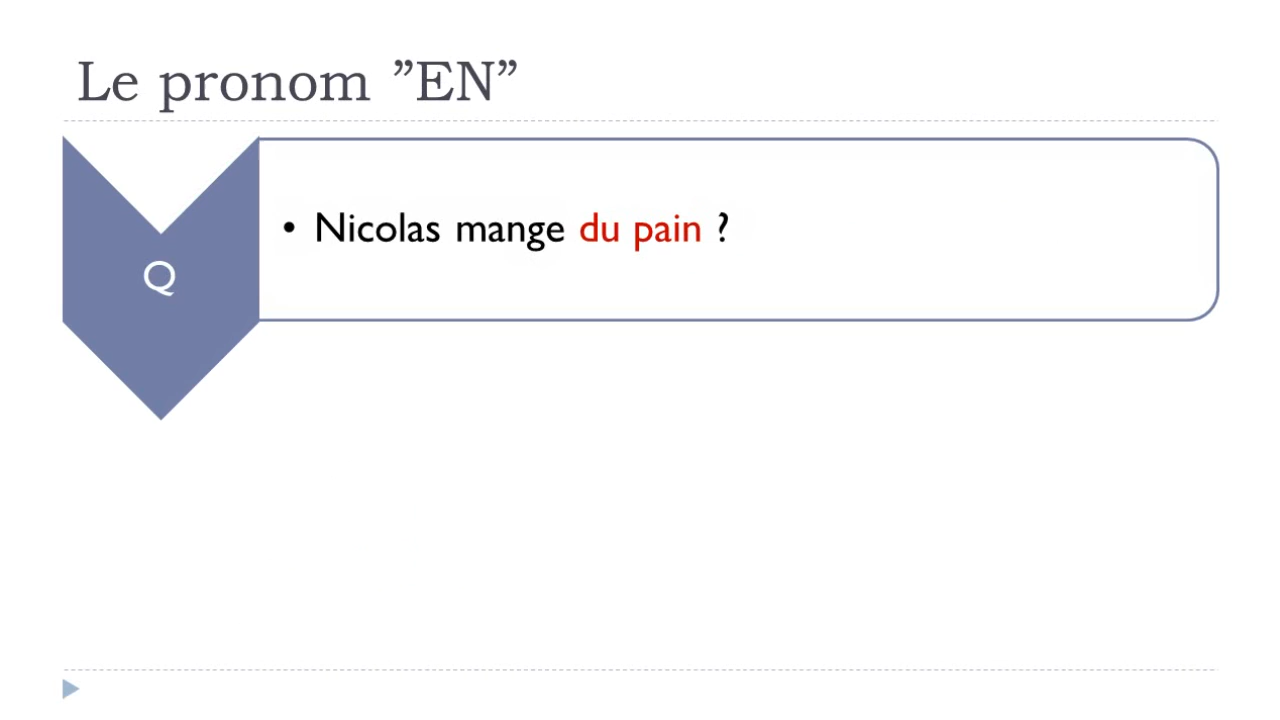 Le pronom ”EN”
Q
• Nicolas mange du pain ?